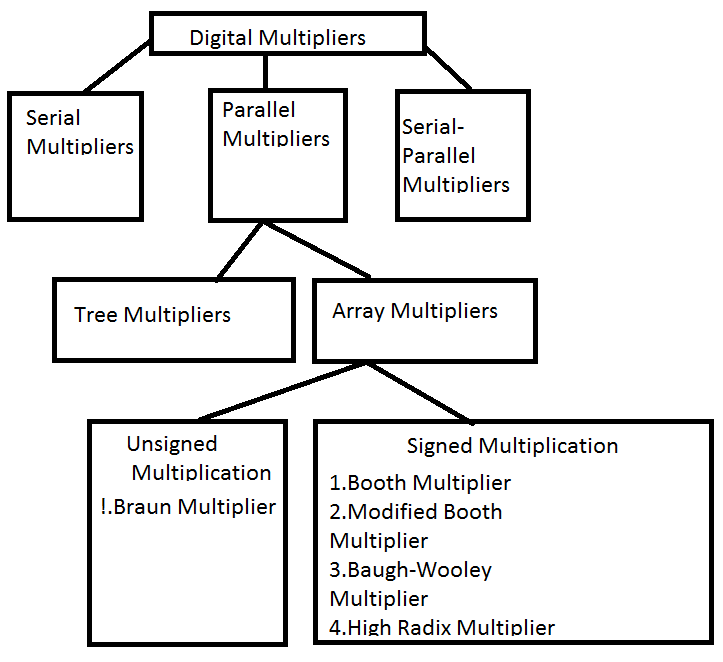 Digital Multipliers
Serial
Multipliers
Parallel
Multipliers
Serial-
Parallel
Multipliers
Tree Multipliers
Array Multipliers
Unsigned
Multiplication
!.Braun Multiplier
Signed Multiplication
1.Booth Multiplier
2.Modified Booth
Multiplier
3.Baugh-Wooley
Multiplier
4.High Radix Multiplier